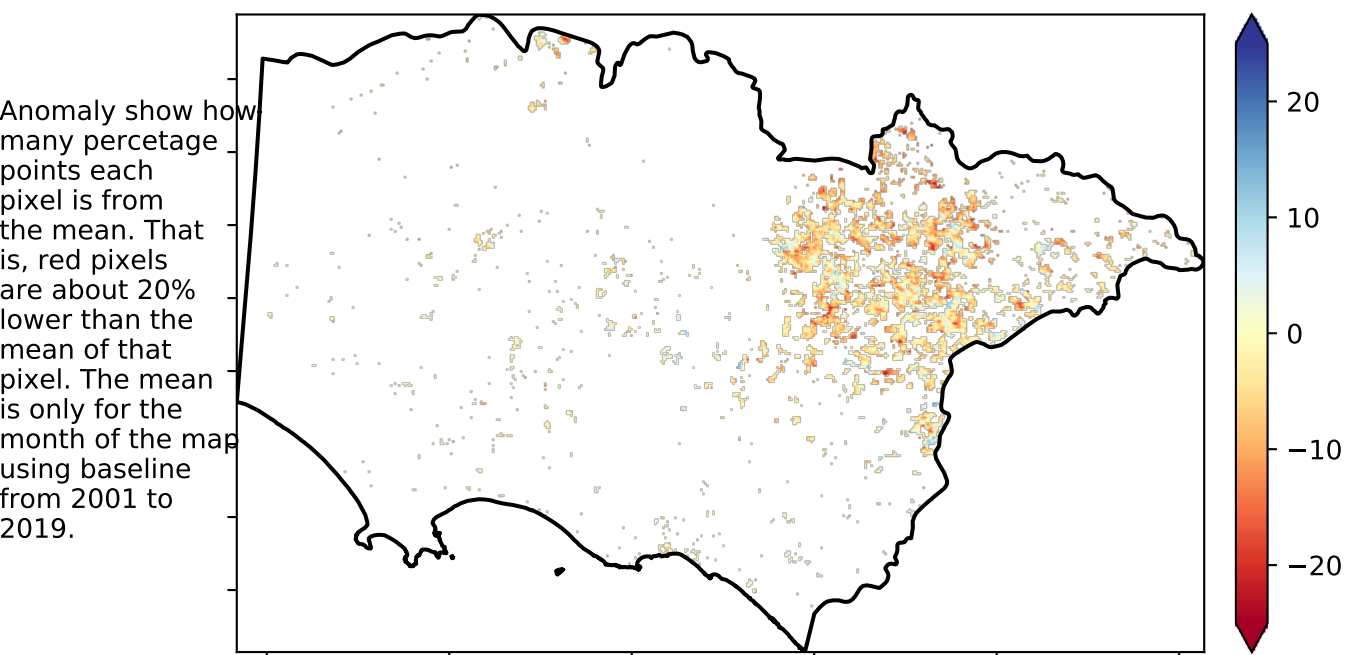 Anomaly show how
many percetage
points each
pixel is from
the mean. That
is, red pixels
are about 20%
lower than the
mean of that
pixel. The mean
is only for the
month of the map
using baseline
from 2001 to
2019.
20
10
0
−10
−20